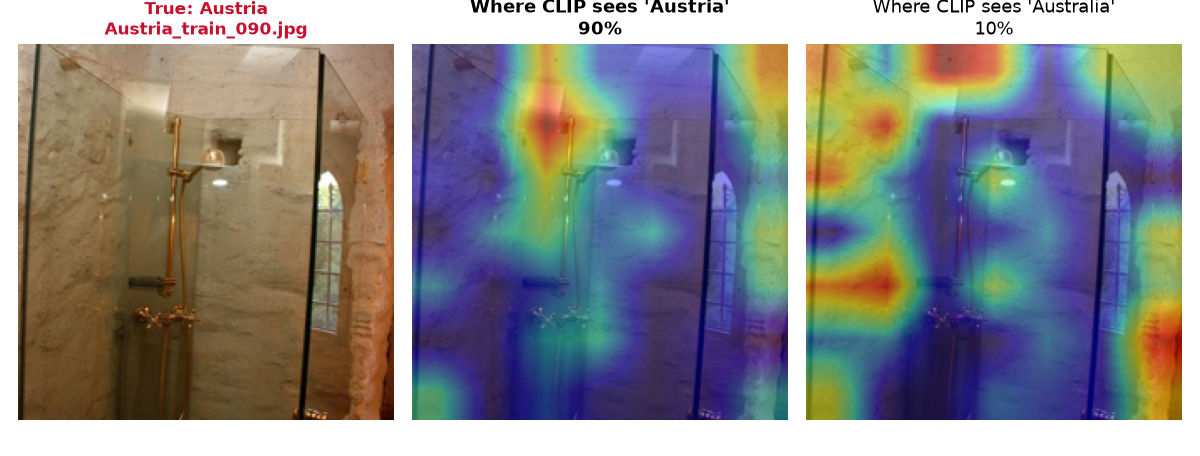 True: Austria
Austria_train_090.jpg
Where CLIP sees 'Austria'
90%
Where CLIP sees 'Australia'
10%